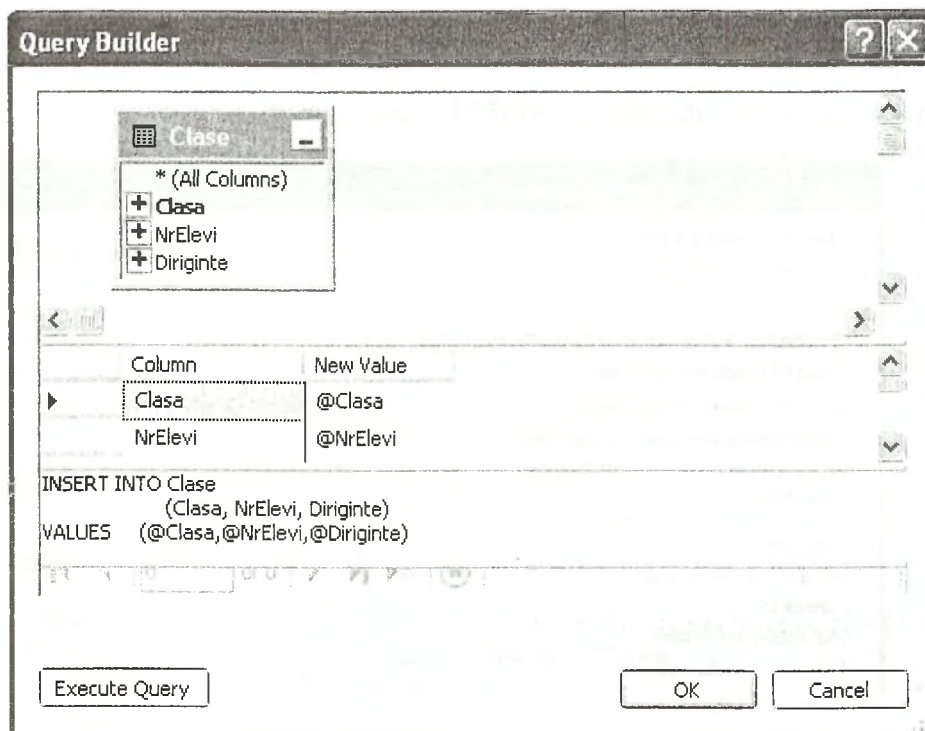 Query Builder
Clase
* (All Columns)
Clasa
NrElevi
Diriginte
Column New Value
Clasa @Clasa
NrElevi @NrElevi
INSERT INTO Clase
(Clasa, NrElevi, Diriginte)
VALUES (@Clasa,@NrElevi,@Diriginte)
Execute Query OK Cancel